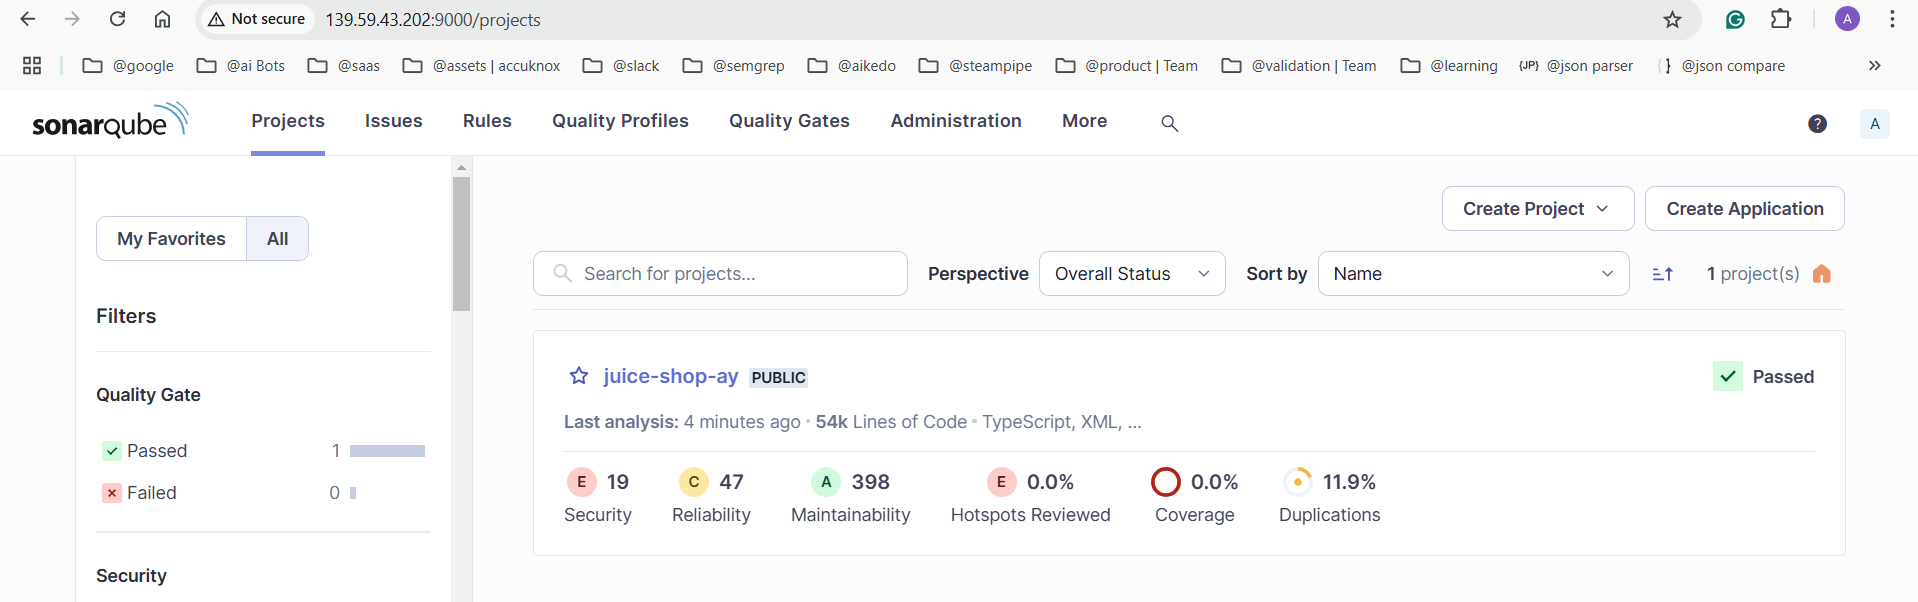 Not secure 139.59.43.202:9000/projects A
@google @ai Bots @saas @assets | accuknox @slack @semgrep @aikedo @steampipe @product | Team @validation | Team @learning {JP} @json parser { } @json compare »
sonarqube Projects Issues Rules Quality Profiles Quality Gates Administration More ? A
Create Project Create Application
My Favorites All
Search for projects... Perspective Overall Status Sort by Name 1 project(s)
Filters
Quality Gate
Passed 1
Failed 0
Security
juice-shop-ay PUBLIC Passed
Last analysis: 4 minutes ago • 54k Lines of Code • TypeScript, XML, ...
E 19 C 47 A 398 E 0.0% 0.0% 11.9%
Security Reliability Maintainability Hotspots Reviewed Coverage Duplications